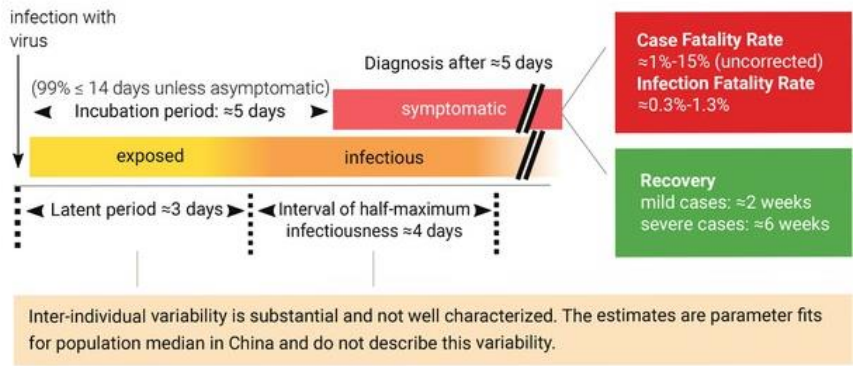 infection with
virus
Diagnosis after ≈5 days
(99% ≤ 14 days unless asymptomatic)
Incubation period: ≈5 days
symptomatic
exposed
infectious
Latent period ≈3 days
Interval of half-maximum
infectiousness ≈4 days
Case Fatality Rate
≈1%-15% (uncorrected)
Infection Fatality Rate
≈0.3%-1.3%
Recovery
mild cases: ≈2 weeks
severe cases: ≈6 weeks
Inter-individual variability is substantial and not well characterized. The estimates are parameter fits
for population median in China and do not describe this variability.